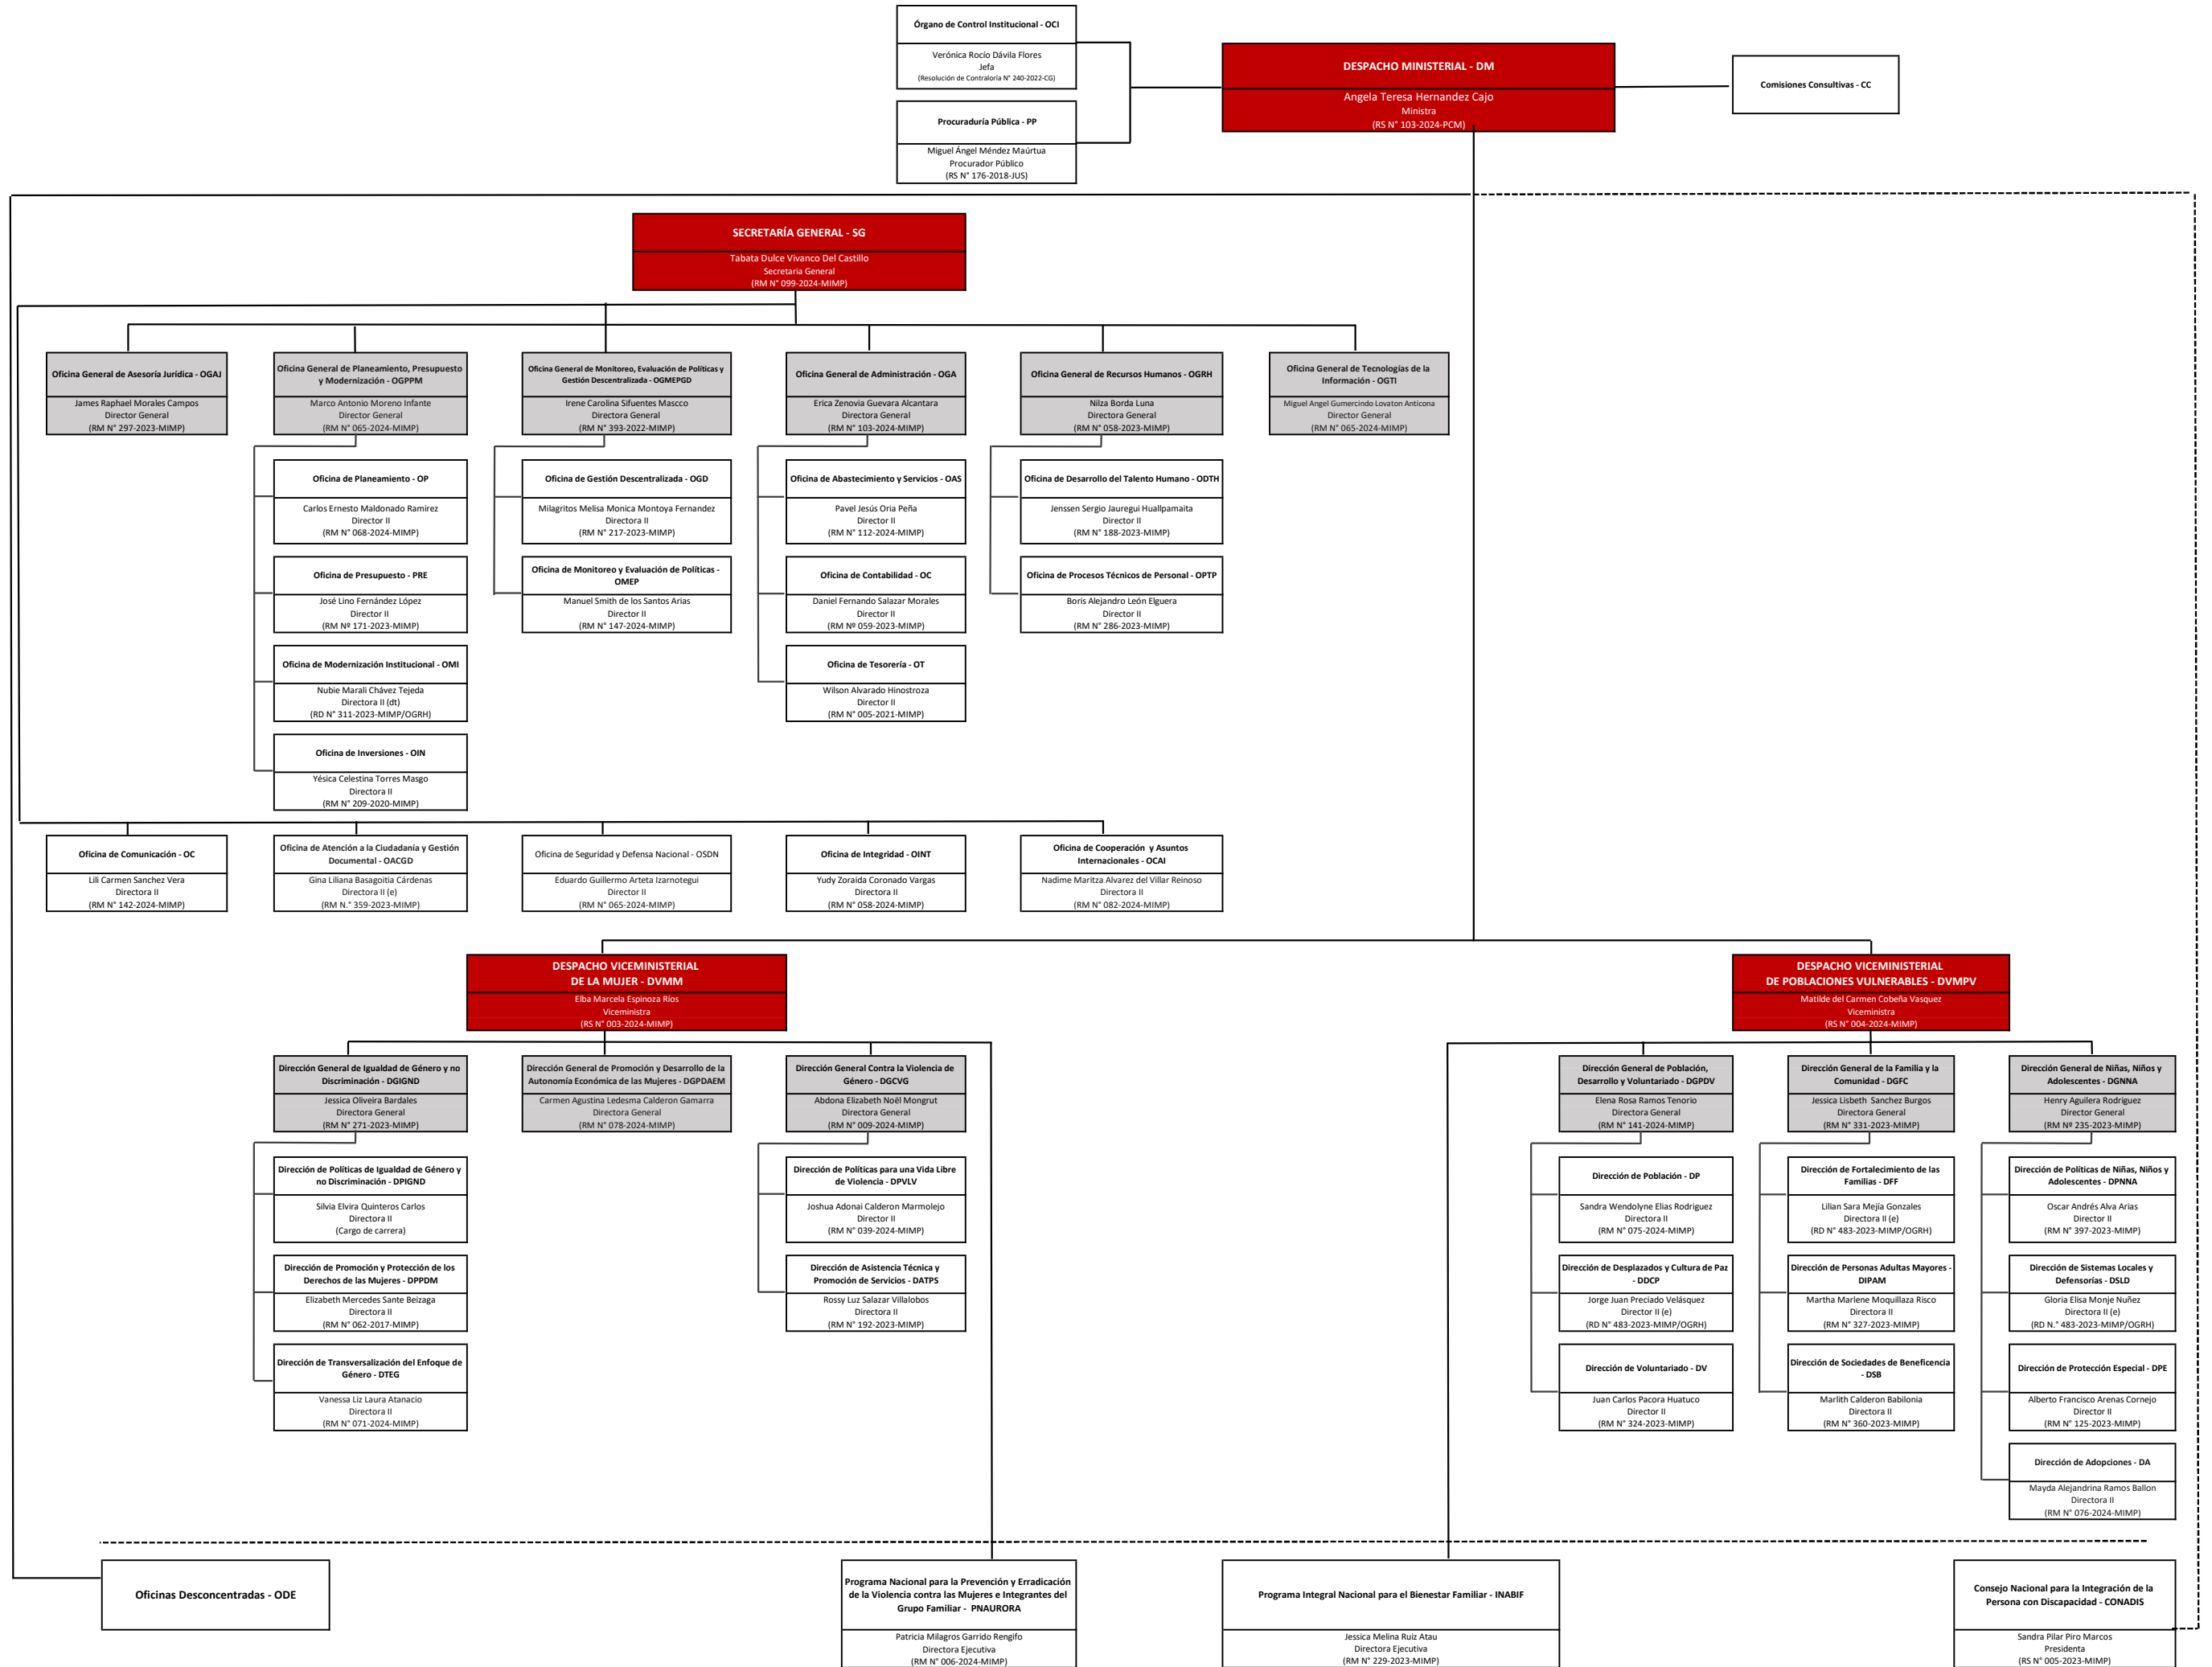 Órgano de Control Institucional - OCI
Verónica Rocío Dávila Flores
Jefa
(Resolución de Contraloría N° 240-2022-CG)
DESPACHO MINISTERIAL - DM
Angela Teresa Hernandez Cajo
Ministra
(RS N° 103-2024-PCM)
Comisiones Consultivas - CC
Procuraduría Pública - PP
Miguel Ángel Méndez Maúrtua
Procurador Público
(RS N° 176-2018-JUS)
SECRETARÍA GENERAL - SG
Tabata Dulce Vivanco Del Castillo
Secretaria General
(RM N° 099-2024-MIMP)
Oficina General de Asesoría Jurídica - OGAJ
James Raphael Morales Campos
Director General
(RM N° 297-2023-MIMP)
Oficina General de Planeamiento, Presupuesto
y Modernización - OGPPM
Marco Antonio Moreno Infante
Director General
(RM N° 065-2024-MIMP)
Oficina General de Monitoreo, Evaluación de Políticas y
Gestión Descentralizada - OGMEPGD
Irene Carolina Sifuentes Mascco
Directora General
(RM N° 393-2022-MIMP)
Oficina General de Administración - OGA
Erica Zenovia Guevara Alcantara
Directora General
(RM N° 103-2024-MIMP)
Oficina General de Recursos Humanos - OGRH
Nilza Borda Luna
Directora General
(RM N° 058-2023-MIMP)
Oficina General de Tecnologías de la
Información - OGTI
Miguel Angel Gumercindo Lovaton Anticona
Director General
(RM N° 065-2024-MIMP)
Oficina de Planeamiento - OP
Carlos Ernesto Maldonado Ramirez
Director II
(RM N° 068-2024-MIMP)
Oficina de Gestión Descentralizada - OGD
Milagritos Melisa Monica Montoya Fernandez
Directora II
(RM N° 217-2023-MIMP)
Oficina de Abastecimiento y Servicios - OAS
Pavel Jesús Oria Peña
Director II
(RM N° 112-2024-MIMP)
Oficina de Desarrollo del Talento Humano - ODTH
Jenssen Sergio Jauregui Huallpamaita
Director II
(RM N° 188-2023-MIMP)
Oficina de Presupuesto - PRE
José Lino Fernández López
Director II
(RM Nº 171-2023-MIMP)
Oficina de Monitoreo y Evaluación de Políticas -
OMEP
Manuel Smith de los Santos Arias
Director II
(RM N° 147-2024-MIMP)
Oficina de Contabilidad - OC
Daniel Fernando Salazar Morales
Director II
(RM Nº 059-2023-MIMP)
Oficina de Procesos Técnicos de Personal - OPTP
Boris Alejandro León Elguera
Director II
(RM N° 286-2023-MIMP)
Oficina de Modernización Institucional - OMI
Nubie Marali Chávez Tejeda
Directora II (dt)
(RD N° 311-2023-MIMP/OGRH)
Oficina de Tesorería - OT
Wilson Alvarado Hinostroza
Director II
(RM N° 005-2021-MIMP)
Oficina de Inversiones - OIN
Yésica Celestina Torres Masgo
Directora II
(RM N° 209-2020-MIMP)
Oficina de Comunicación - OC
Lili Carmen Sanchez Vera
Directora II
(RM N° 142-2024-MIMP)
Oficina de Atención a la Ciudadanía y Gestión
Documental - OACGD
Gina Liliana Basagoitia Cárdenas
Directora II (e)
(RM N.° 359-2023-MIMP)
Oficina de Seguridad y Defensa Nacional - OSDN
Eduardo Guillermo Arteta Izarnotegui
Director II
(RM N° 065-2024-MIMP)
Oficina de Integridad - OINT
Yudy Zoraida Coronado Vargas
Directora II
(RM N° 058-2024-MIMP)
Oficina de Cooperación y Asuntos
Internacionales - OCAI
Nadime Maritza Alvarez del Villar Reinoso
Directora II
(RM N° 082-2024-MIMP)
DESPACHO VICEMINISTERIAL
DE LA MUJER - DVMM
Elba Marcela Espinoza Ríos
Viceministra
(RS N° 003-2024-MIMP)
DESPACHO VICEMINISTERIAL
DE POBLACIONES VULNERABLES - DVMPV
Matilde del Carmen Cobeña Vasquez
Viceministra
(RS N° 004-2024-MIMP)
Dirección General de Igualdad de Género y no
Discriminación - DGIGND
Jessica Oliveira Bardales
Directora General
(RM N° 271-2023-MIMP)
Dirección General de Promoción y Desarrollo de la
Autonomía Económica de las Mujeres - DGPDAEM
Carmen Agustina Ledesma Calderon Gamarra
Directora General
(RM N° 078-2024-MIMP)
Dirección General Contra la Violencia de
Género - DGCVG
Abdona Elizabeth Noël Mongrut
Directora General
(RM N° 009-2024-MIMP)
Dirección General de Población,
Desarrollo y Voluntariado - DGPDV
Elena Rosa Ramos Tenorio
Directora General
(RM N° 141-2024-MIMP)
Dirección General de la Familia y la
Comunidad - DGFC
Jessica Lisbeth Sanchez Burgos
Directora General
(RM N° 331-2023-MIMP)
Dirección General de Niñas, Niños y
Adolescentes - DGNNA
Henry Aguilera Rodriguez
Director General
(RM Nº 235-2023-MIMP)
Dirección de Políticas de Igualdad de Género y
no Discriminación - DPIGND
Silvia Elvira Quinteros Carlos
Directora II
(Cargo de carrera)
Dirección de Políticas para una Vida Libre
de Violencia - DPVLV
Joshua Adonai Calderon Marmolejo
Director II
(RM N° 039-2024-MIMP)
Dirección de Población - DP
Sandra Wendolyne Elias Rodriguez
Directora II
(RM N° 075-2024-MIMP)
Dirección de Fortalecimiento de las
Familias - DFF
Lilian Sara Mejía Gonzales
Directora II (e)
(RD N° 483-2023-MIMP/OGRH)
Dirección de Políticas de Niñas, Niños y
Adolescentes - DPNNA
Oscar Andrés Alva Arias
Director II
(RM N° 397-2023-MIMP)
Dirección de Promoción y Protección de los
Derechos de las Mujeres - DPPDM
Elizabeth Mercedes Sante Beizaga
Directora II
(RM N° 062-2017-MIMP)
Dirección de Asistencia Técnica y
Promoción de Servicios - DATPS
Rossy Luz Salazar Villalobos
Directora II
(RM N° 192-2023-MIMP)
Dirección de Desplazados y Cultura de Paz
- DDCP
Jorge Juan Preciado Velásquez
Director II (e)
(RD N° 483-2023-MIMP/OGRH)
Dirección de Personas Adultas Mayores -
DIPAM
Martha Marlene Moquillaza Risco
Directora II
(RM N° 327-2023-MIMP)
Dirección de Sistemas Locales y
Defensorías - DSLD
Gloria Elisa Monje Nuñez
Directora II (e)
(RD N.° 483-2023-MIMP/OGRH)
Dirección de Transversalización del Enfoque de
Género - DTEG
Vanessa Liz Laura Atanacio
Directora II
(RM N° 071-2024-MIMP)
Dirección de Voluntariado - DV
Juan Carlos Pacora Huatuco
Director II
(RM N° 324-2023-MIMP)
Dirección de Sociedades de Beneficencia
- DSB
Marlith Calderon Babilonia
Directora II
(RM N° 360-2023-MIMP)
Dirección de Protección Especial - DPE
Alberto Francisco Arenas Cornejo
Director II
(RM N° 125-2023-MIMP)
Dirección de Adopciones - DA
Mayda Alejandrina Ramos Ballon
Directora II
(RM N° 076-2024-MIMP)
Oficinas Desconcentradas - ODE
Programa Nacional para la Prevención y Erradicación
de la Violencia contra las Mujeres e Integrantes del
Grupo Familiar - PNAURORA
Patricia Milagros Garrido Rengifo
Directora Ejecutiva
(RM N° 006-2024-MIMP)
Programa Integral Nacional para el Bienestar Familiar - INABIF
Jessica Melina Ruiz Atau
Directora Ejecutiva
(RM N° 229-2023-MIMP)
Consejo Nacional para la Integración de la
Persona con Discapacidad - CONADIS
Sandra Pilar Piro Marcos
Presidenta
(RS N° 005-2023-MIMP)